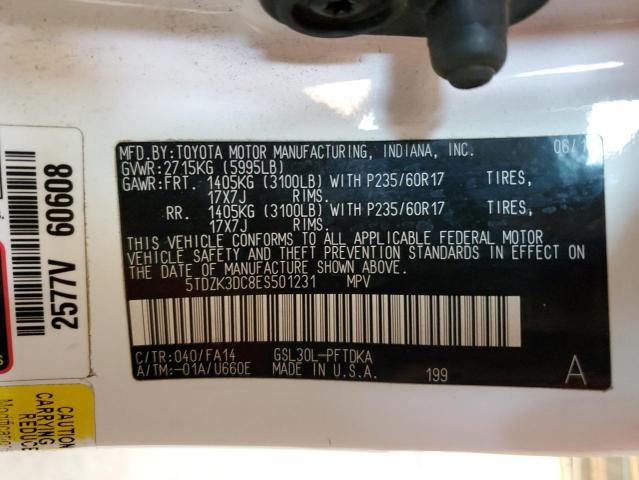 MFD.BY:TOYOTA MOTOR MANUFACTURING, INDIANA, INC. 06/1
GVWR:2715KG (5995LB)
GAWR:FRT. 1405KG (3100LB) WITH P235/60R17 TIRES,
17X7J RIMS.
RR. 1405KG (3100LB) WITH P235/60R17 TIRES,
17X7J RIMS.
THIS VEHICLE CONFORMS TO ALL APPLICABLE FEDERAL MOTOR
VEHICLE SAFETY AND THEFT PREVENTION STANDARDS IN EFFECT ON
THE DATE OF MANUFACTURE SHOWN ABOVE.
5TDZK3DC8ES501231 MPV
C/TR:040/FA14 GSL30L-PFTDKA
A/TM:-01A/U660E MADE IN U.S.A. 199 A
2577V 60608
CAUTION
CARRYING
REDUCE